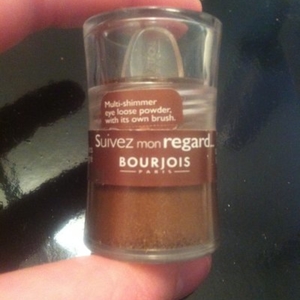 Multi-shimmer
eye loose powder,
with its own brush.
Suivez mon regard...
BOURJOIS
PARIS